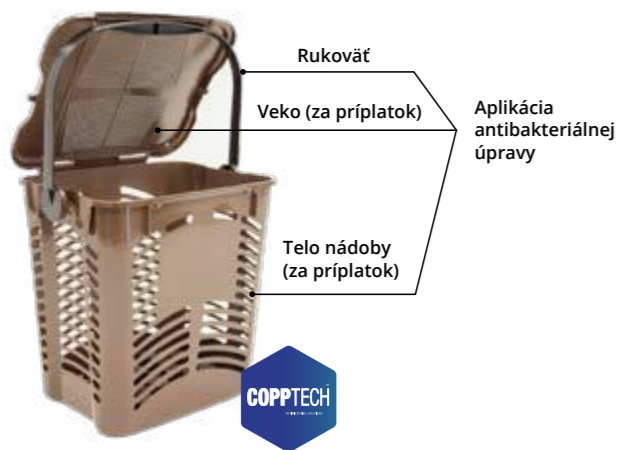 Rukoväť
Veko (za príplatok)
Aplikácia
antibakteriálnej
úpravy
Telo nádoby
(za príplatok)
COPPTECH